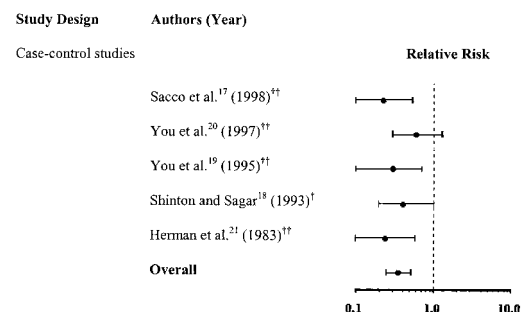 Study Design Authors (Year)
Case-control studies Relative Risk
Sacco et al.17 (1998)††
You et al.20 (1997)††
You et al.19 (1995)††
Shinton and Sagar18 (1993)†
Herman et al.21 (1983)††
Overall
0.1 1.0 10.0